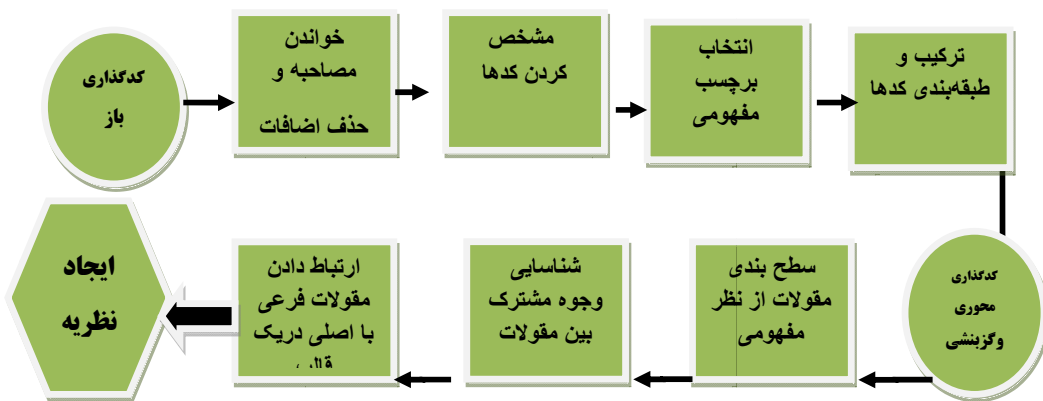 کدگذاری
باز
خواندن
مصاحبه و
حذف اضافات
مشخص
کردن کدها
انتخاب
برچسب
مفهومی
ترکیب و
طبقه‌بندی کدها
کدگذاری
محوری
وگزینشی
سطح بندی
مقولات از نظر
مفهومی
شناسایی
وجوه مشترک
بین مقولات
ارتباط دادن
مقولات فرعی
با اصلی دریک
ایجاد
نظریه